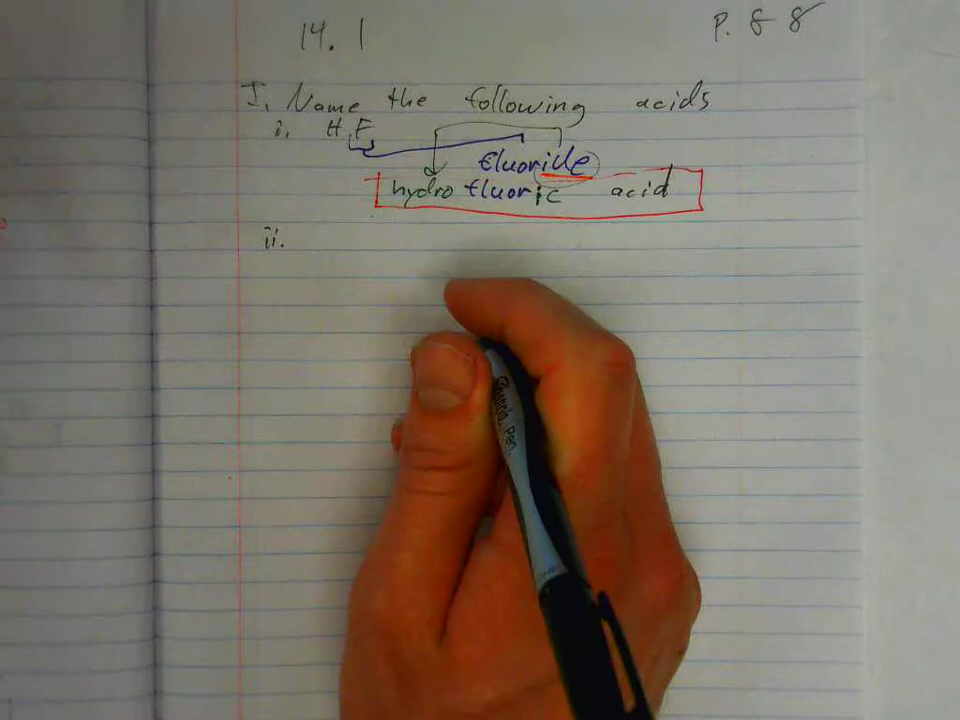 14. 1
P. 88
I. Name the following acids
i. HF
fluoride
hydrofluoric acid
ii.